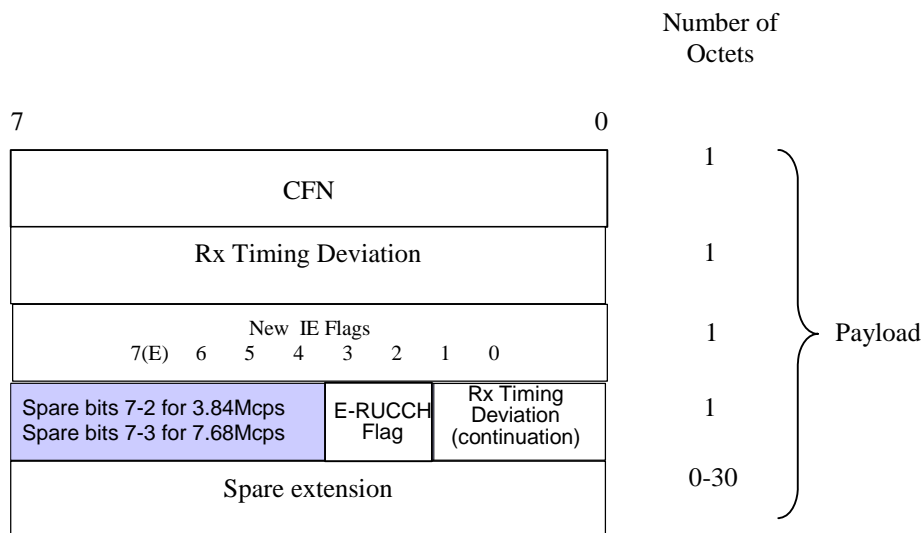 Number of
Octets
7 0
CFN 1
Rx Timing Deviation 1
New IE Flags
7(E) 6 5 4 3 2 1 0
1
Payload
Spare bits 7-2 for 3.84Mcps
Spare bits 7-3 for 7.68Mcps
E-RUCCH
Flag
Rx Timing
Deviation
(continuation)
1
Spare extension 0-30